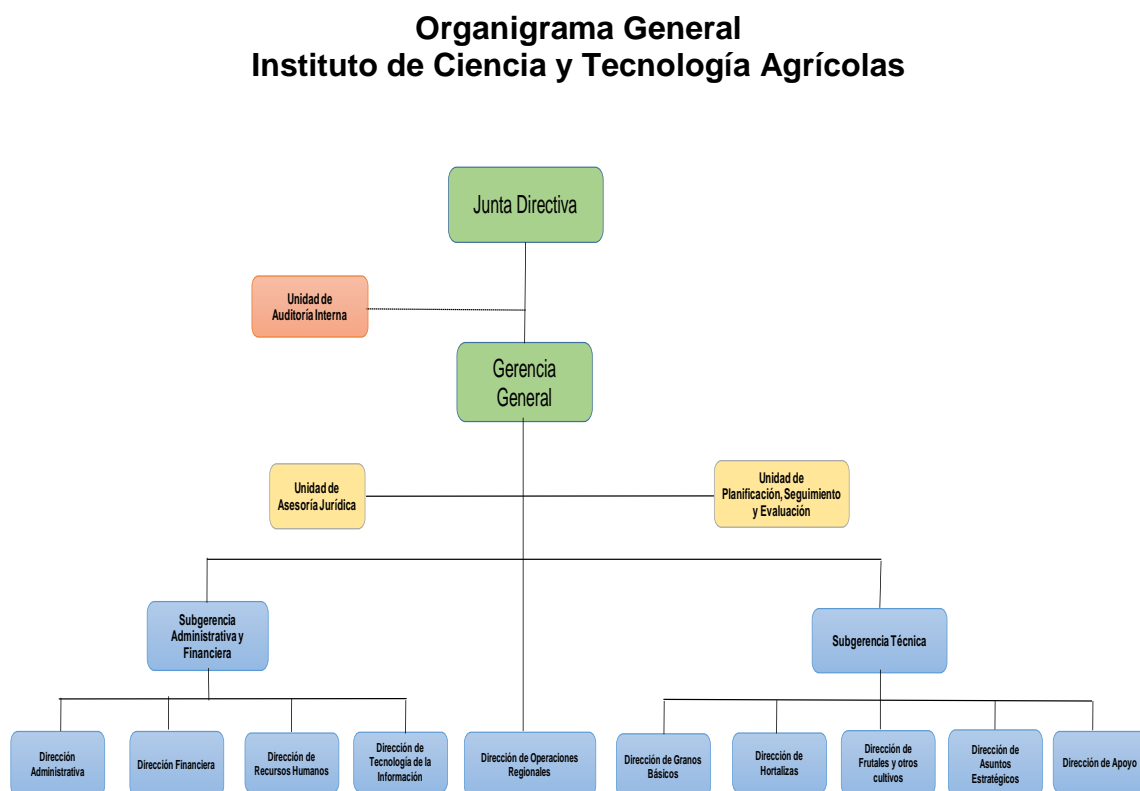 Organigrama General
Instituto de Ciencia y Tecnología Agrícolas
Junta Directiva
Unidad de
Auditoría Interna
Gerencia
General
Unidad de
Asesoría Jurídica
Unidad de
Planificación, Seguimiento
y Evaluación
Subgerencia
Administrativa y
Financiera
Subgerencia Técnica
Dirección
Administrativa
Dirección Financiera
Dirección de
Recursos Humanos
Dirección de
Tecnología de la
Información
Dirección de Operaciones
Regionales
Dirección de Granos
Básicos
Dirección de
Hortalizas
Dirección de
Frutales y otros
cultivos
Dirección de
Asuntos
Estratégicos
Dirección de Apoyo